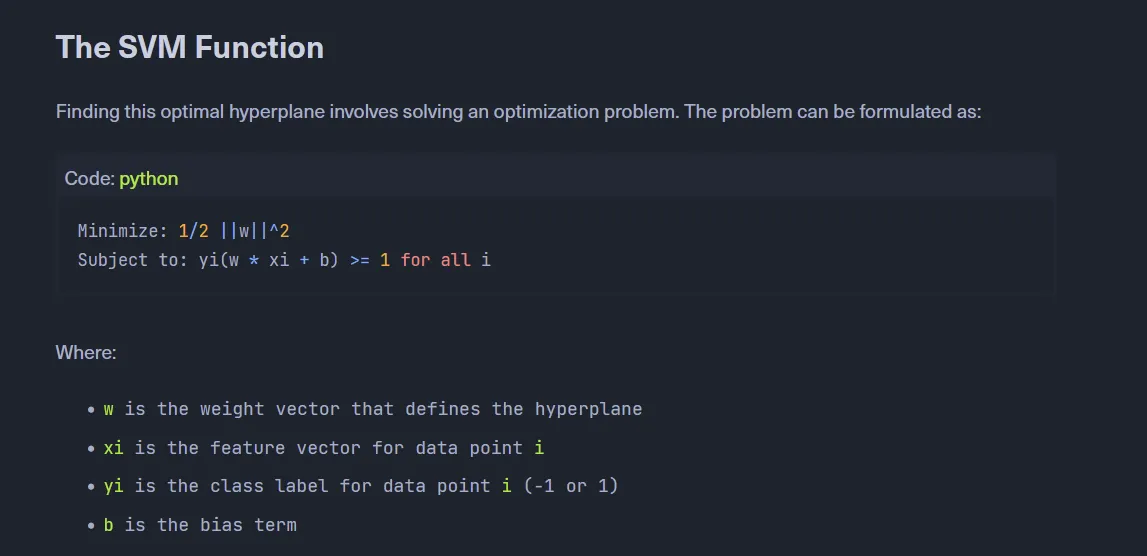 The SVM Function
Finding this optimal hyperplane involves solving an optimization problem. The problem can be formulated as:
Code: python
Minimize: 1/2 ||w||^2
Subject to: yi(w * xi + b) >= 1 for all i
Where:
• w is the weight vector that defines the hyperplane
• xi is the feature vector for data point i
• yi is the class label for data point i (-1 or 1)
• b is the bias term